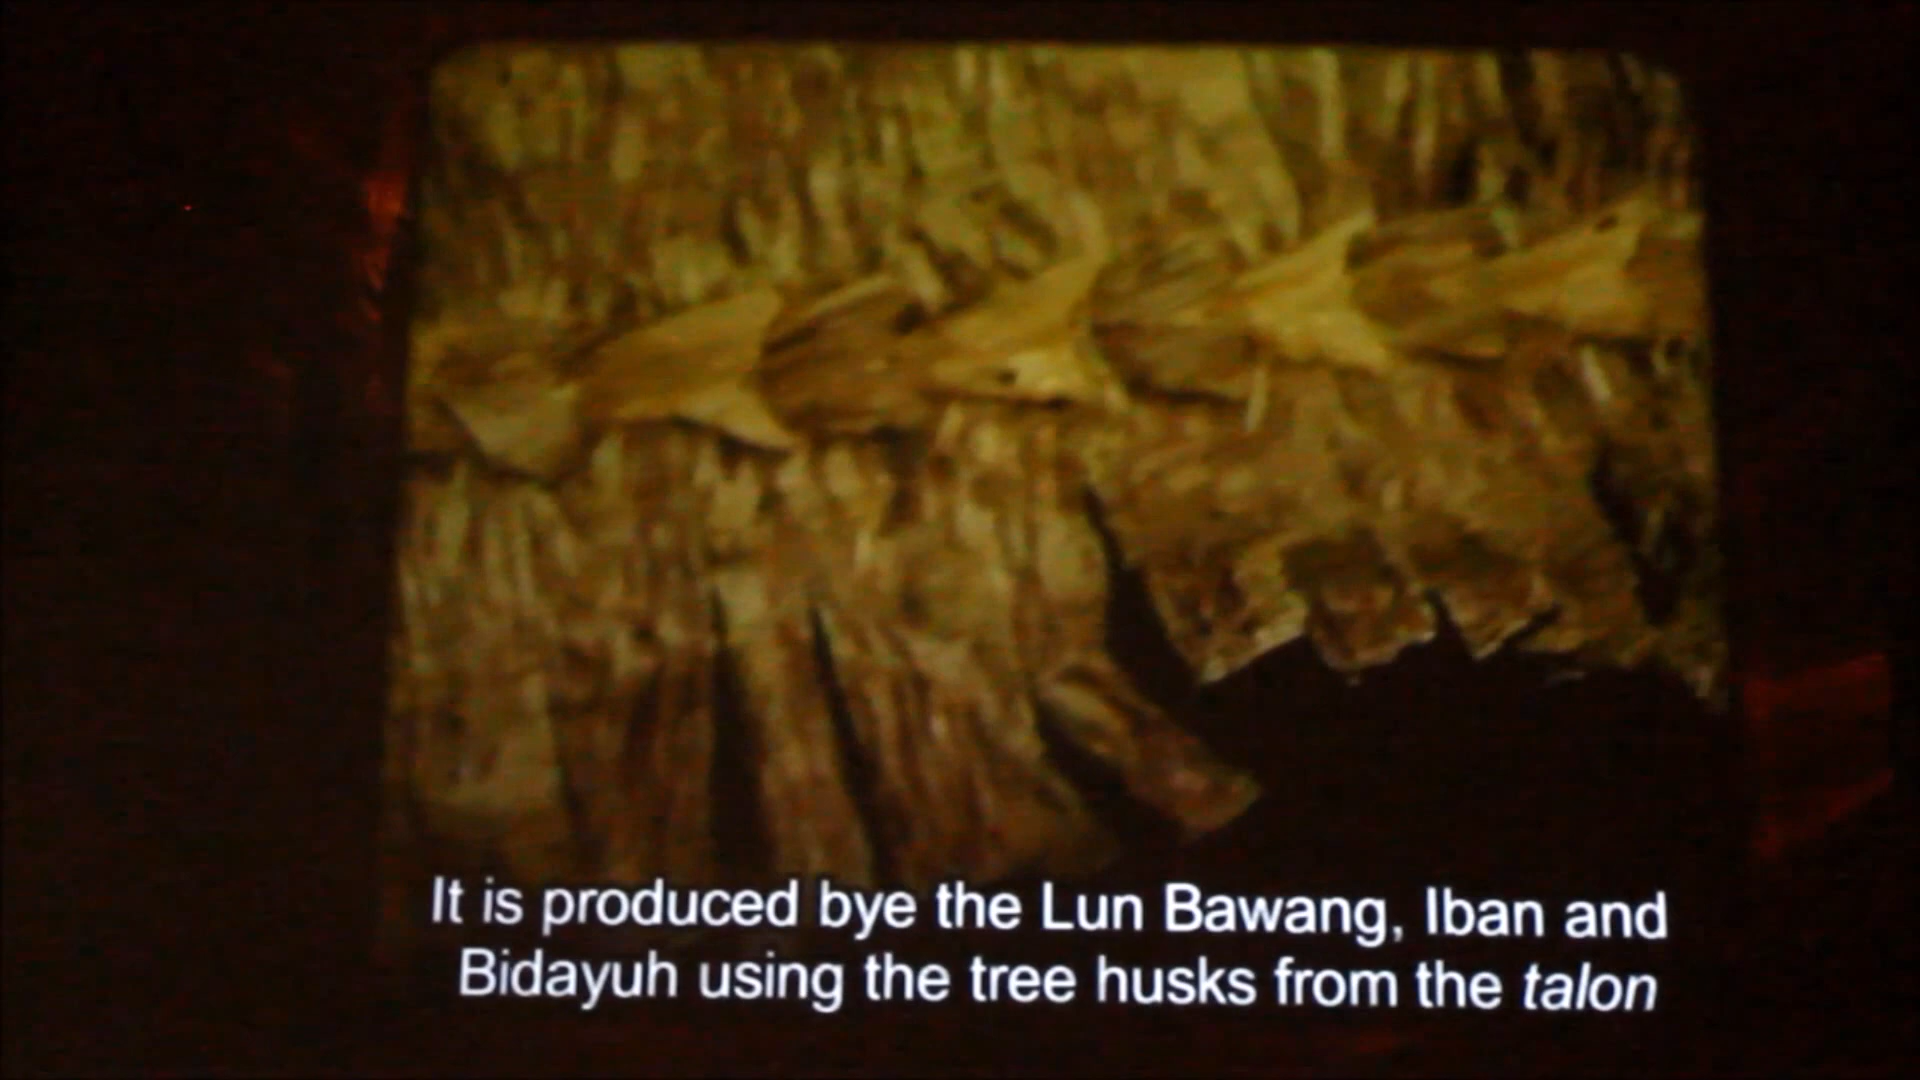 It is produced bye the Lun Bawang, Iban and
Bidayuh using the tree husks from the talon